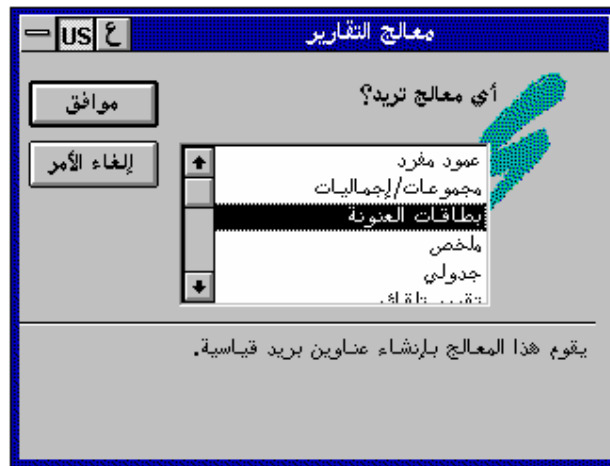 معالج التقارير
ع US
أي معالج تريد؟
موافق
إلغاء الأمر
عمود مفرد
مجموعات/إجماليات
بطاقات العنونة
ملخص
جدولي
يقوم هذا المعالج بإنشاء عناوين بريد قياسية.